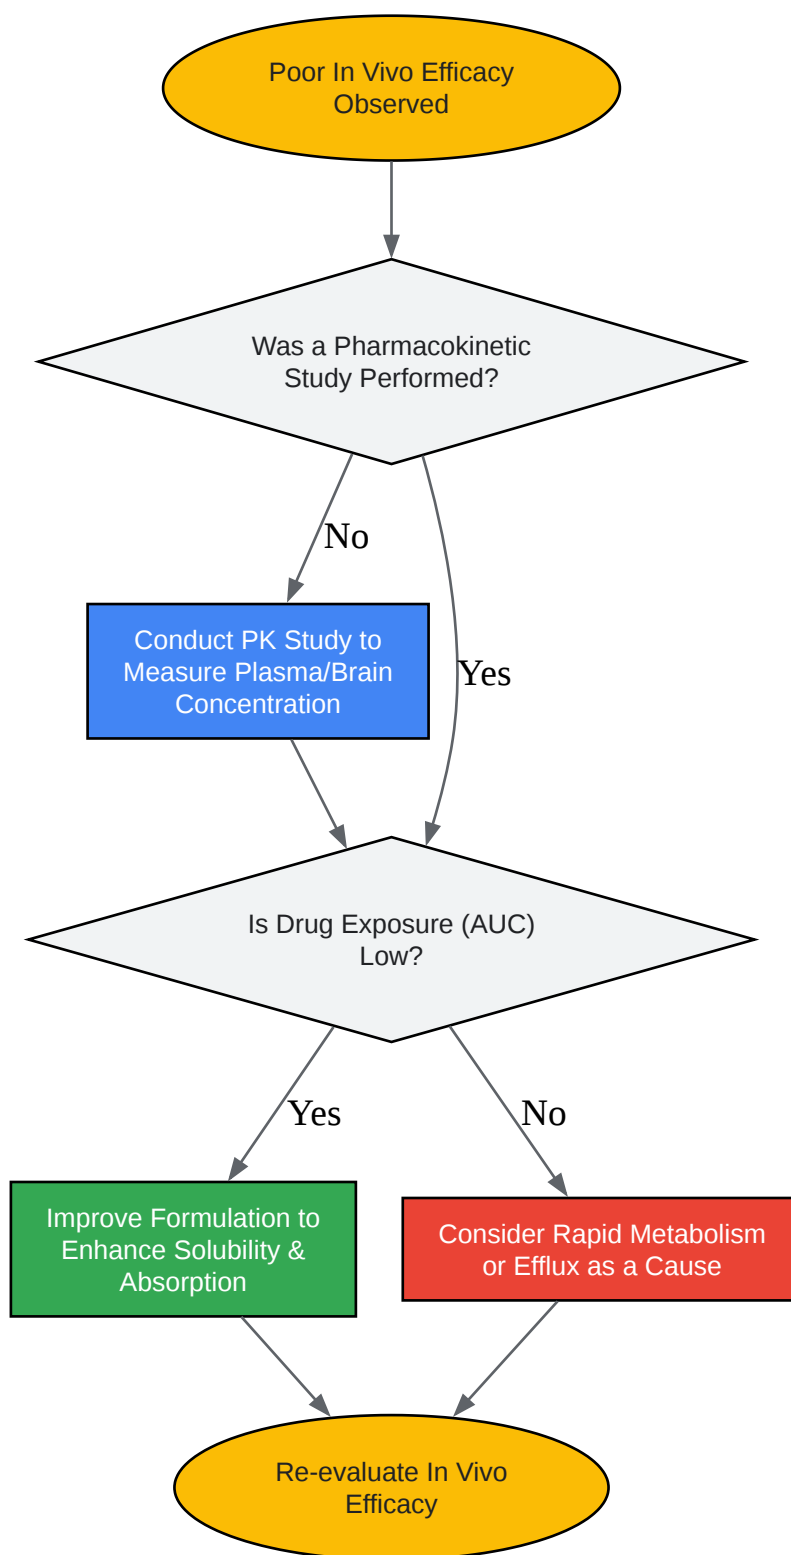 Poor In Vivo Efficacy
Observed
Was a Pharmacokinetic
Study Performed?
No
Conduct PK Study to
Measure Plasma/Brain
Concentration
Yes
Is Drug Exposure (AUC)
Low?
Yes
No
Improve Formulation to
Enhance Solubility &
Absorption
Consider Rapid Metabolism
or Efflux as a Cause
Re-evaluate In Vivo
Efficacy